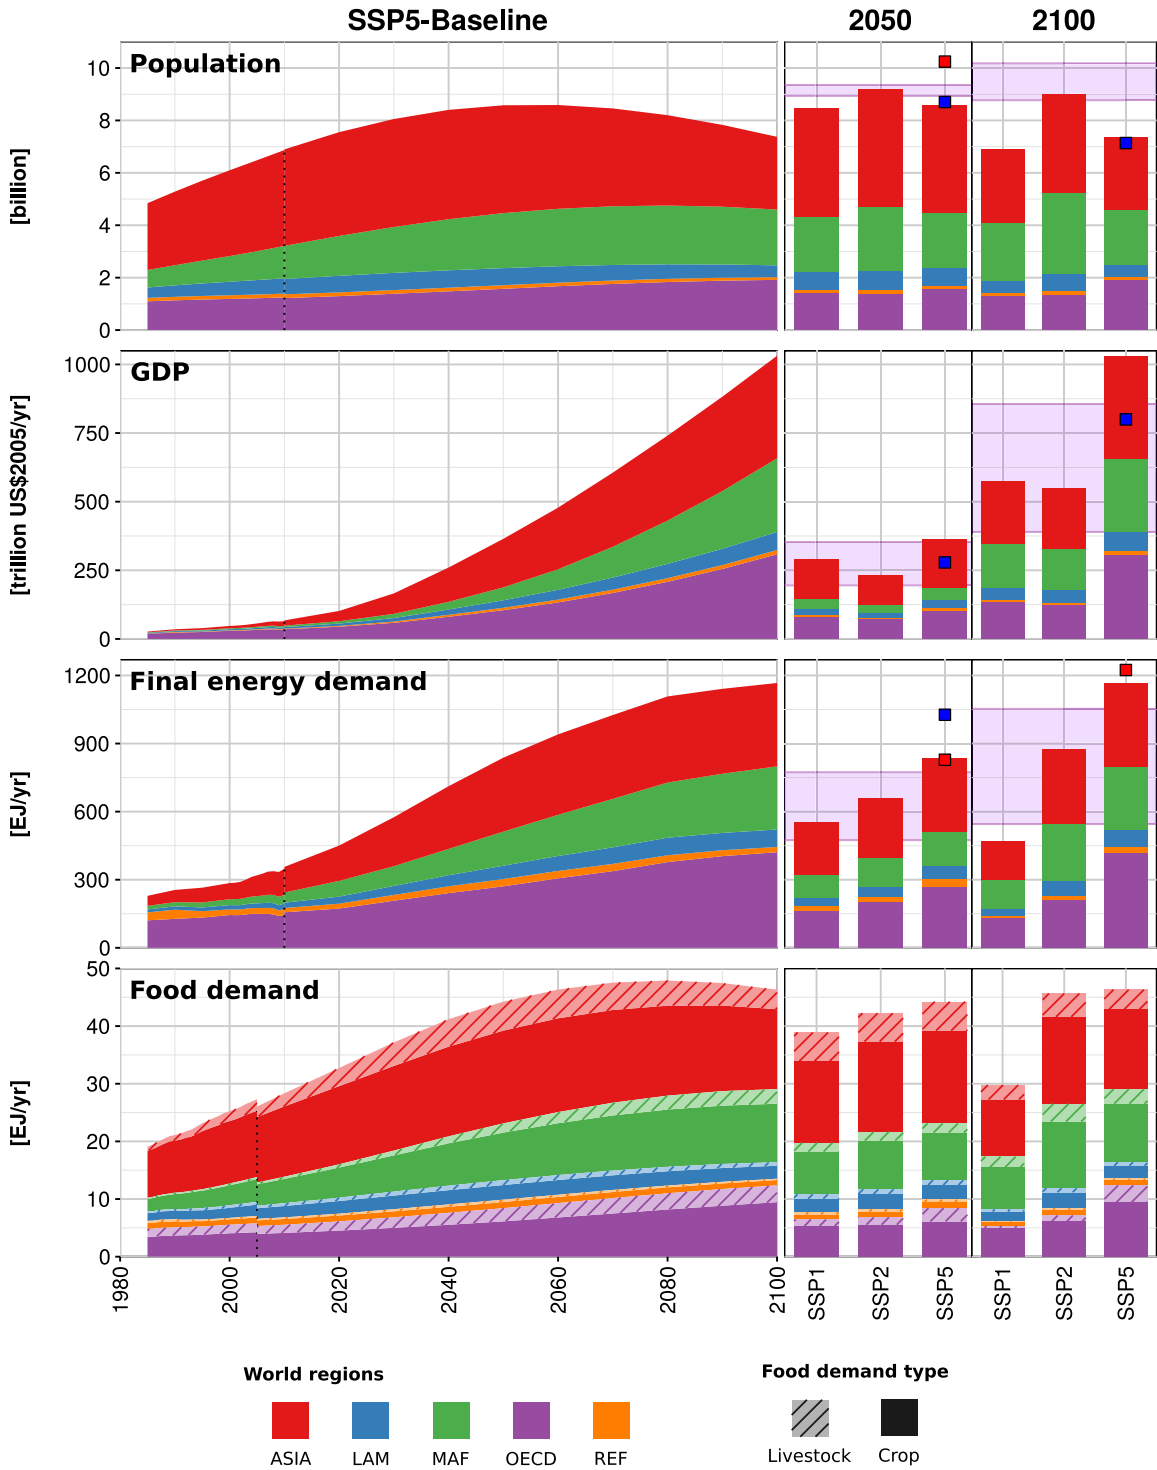 SSP5-Baseline
2050
2100
Population
[billion]
10
8
6
4
2
0
GDP
[trillion US$2005/yr]
1000
750
500
250
0
Final energy demand
[EJ/yr]
1200
900
600
300
0
Food demand
[EJ/yr]
50
40
30
20
10
0
1980
2000
2020
2040
2060
2080
2100
SSP1
SSP2
SSP5
SSP1
SSP2
SSP5
World regions
ASIA
LAM
MAF
OECD
REF
Food demand type
Livestock
Crop